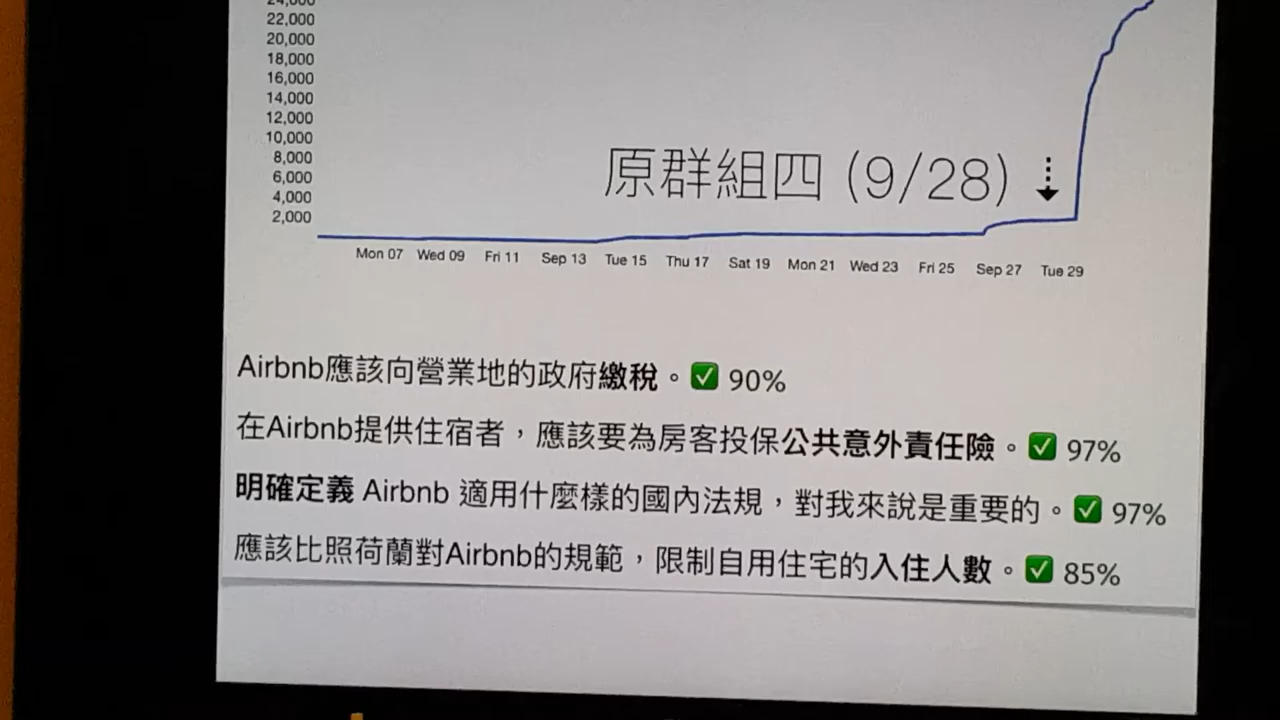 24,000
22,000
20,000
18,000
16,000
14,000
12,000
10,000
8,000
6,000
4,000
2,000
原群組四 (9/28)
Mon 07 Wed 09 Fri 11 Sep 13 Tue 15 Thu 17 Sat 19 Mon 21 Wed 23 Fri 25 Sep 27 Tue 29
Airbnb應該向營業地的政府繳稅。✅ 90%
在Airbnb提供住宿者，應該要為房客投保公共意外責任險。✅ 97%
明確定義 Airbnb 適用什麼樣的國內法規，對我來說是重要的。✅ 97%
應該比照荷蘭對Airbnb的規範，限制自用住宅的入住人數。✅ 85%